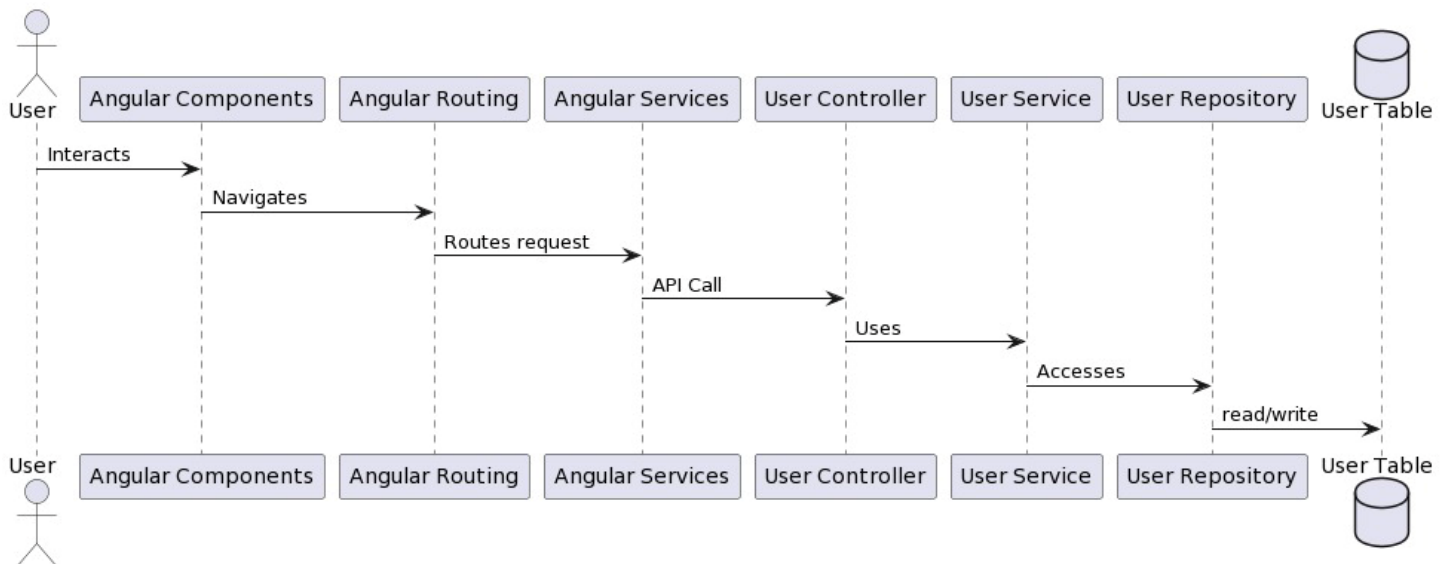 User
Angular Components
Angular Routing
Angular Services
User Controller
User Service
User Repository
User Table
Interacts
Navigates
Routes request
API Call
Uses
Accesses
read/write
User
Angular Components
Angular Routing
Angular Services
User Controller
User Service
User Repository
User Table